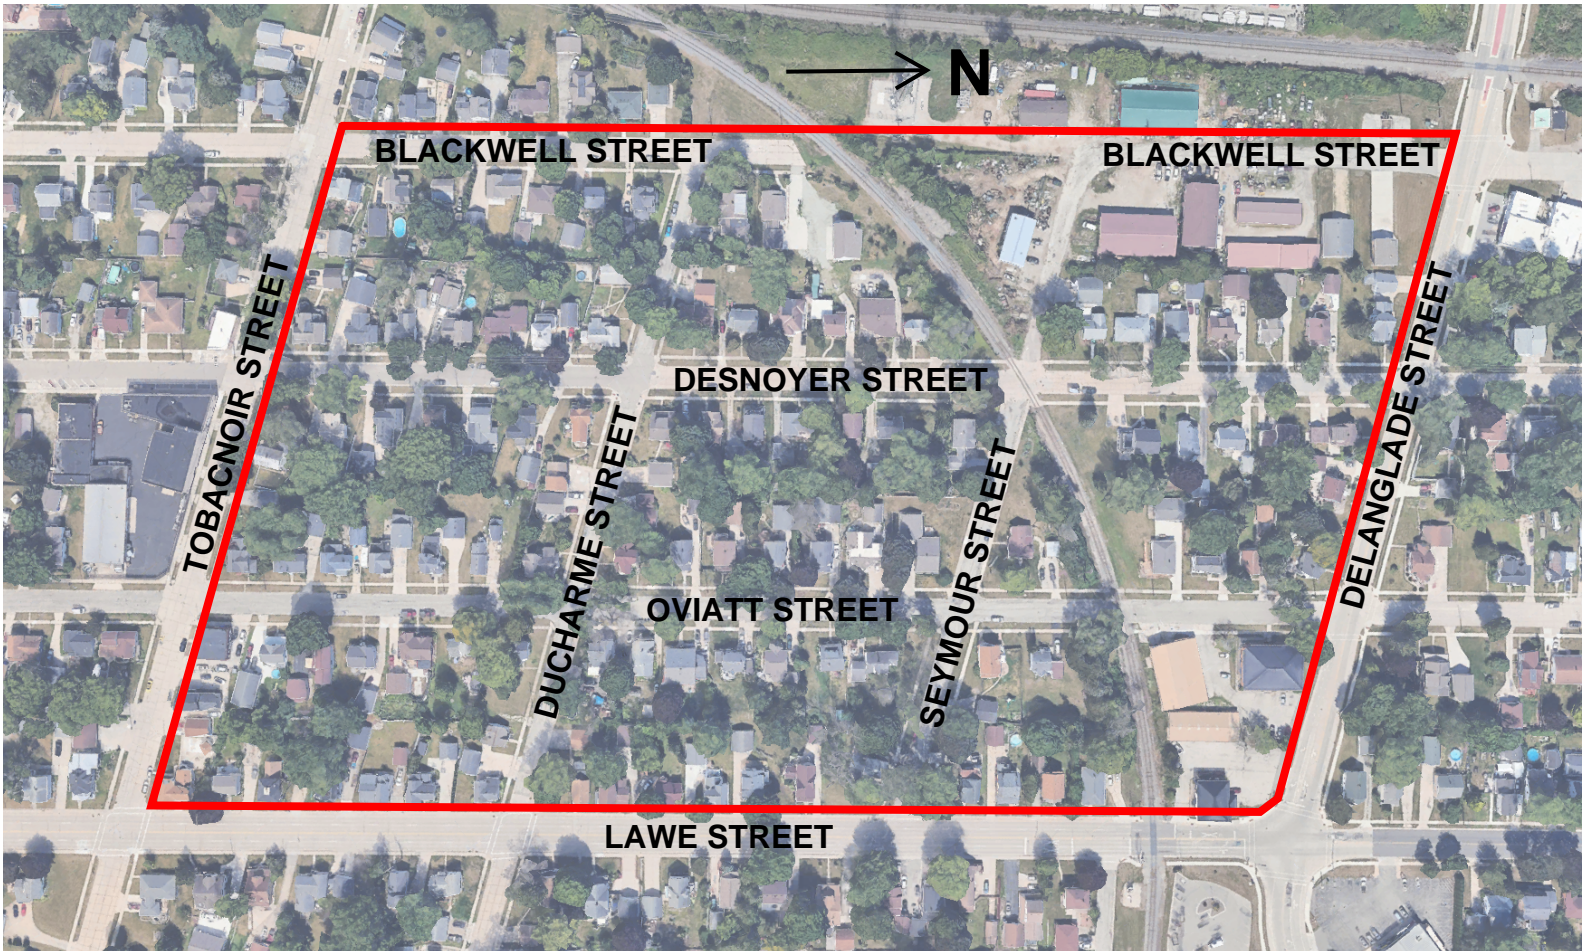 N
BLACKWELL STREET
BLACKWELL STREET
TOBACNOIR STREET
DESNOYER STREET
DELANGLADE STREET
DUCHARME STREET
SEYMOUR STREET
OVIATT STREET
LAWE STREET